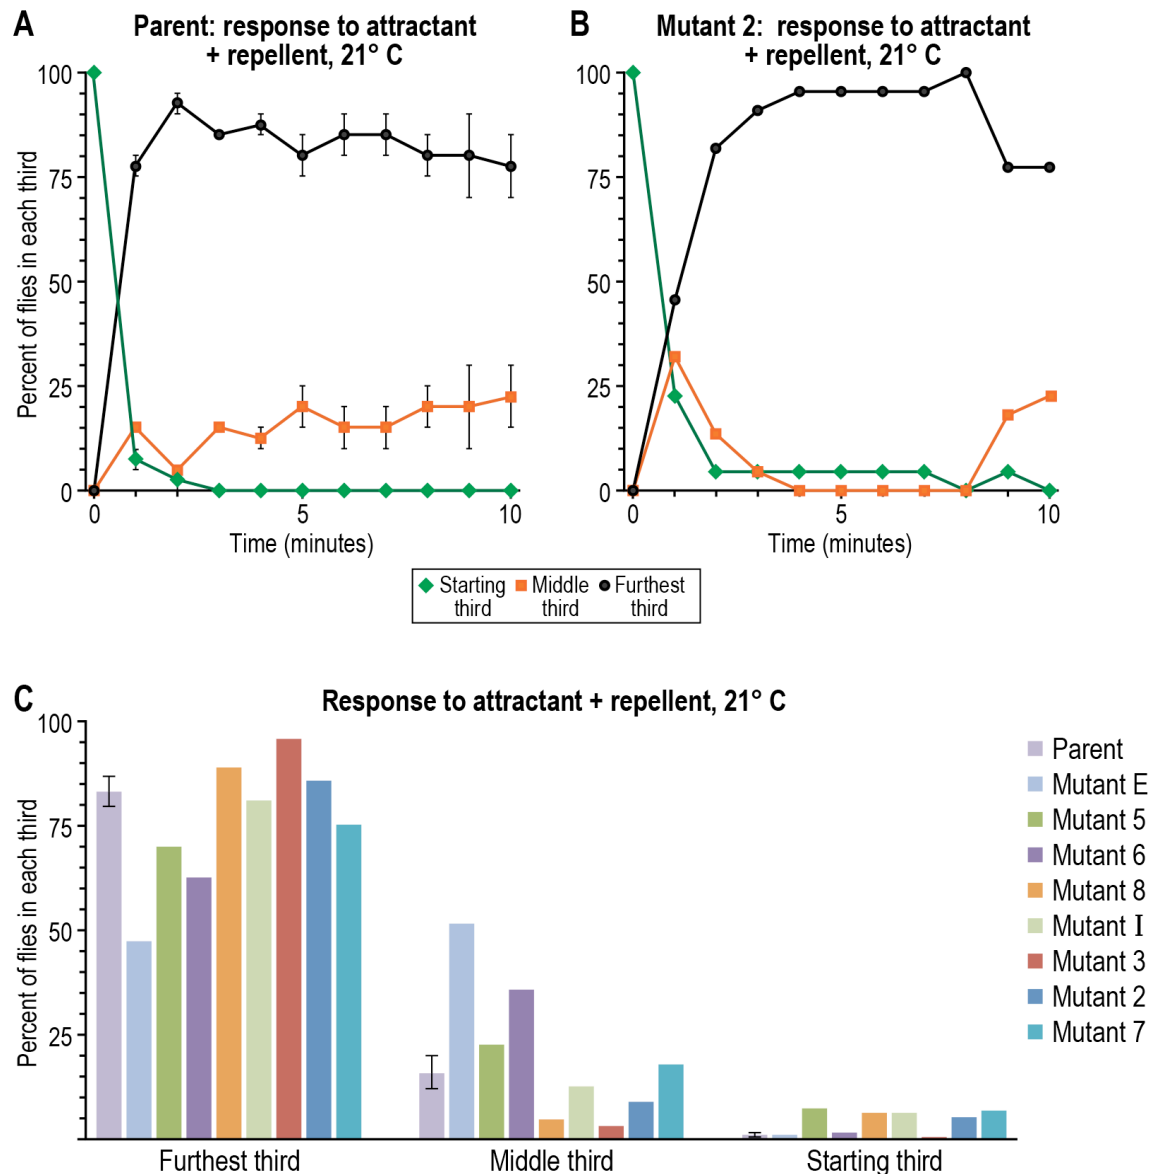 A
Parent: response to attractant
+ repellent, 21° C
Percent of flies in each third
100
75
50
25
0
0
5
10
Time (minutes)
B
Mutant 2: response to attractant
+ repellent, 21° C
100
75
50
25
0
0
5
10
Time (minutes)
Starting
third
Middle
third
Furthest
third
C
Response to attractant + repellent, 21° C
Percent of flies in each third
100
75
50
25
Furthest third
Middle third
Starting third
Parent
Mutant E
Mutant 5
Mutant 6
Mutant 8
Mutant I
Mutant 3
Mutant 2
Mutant 7